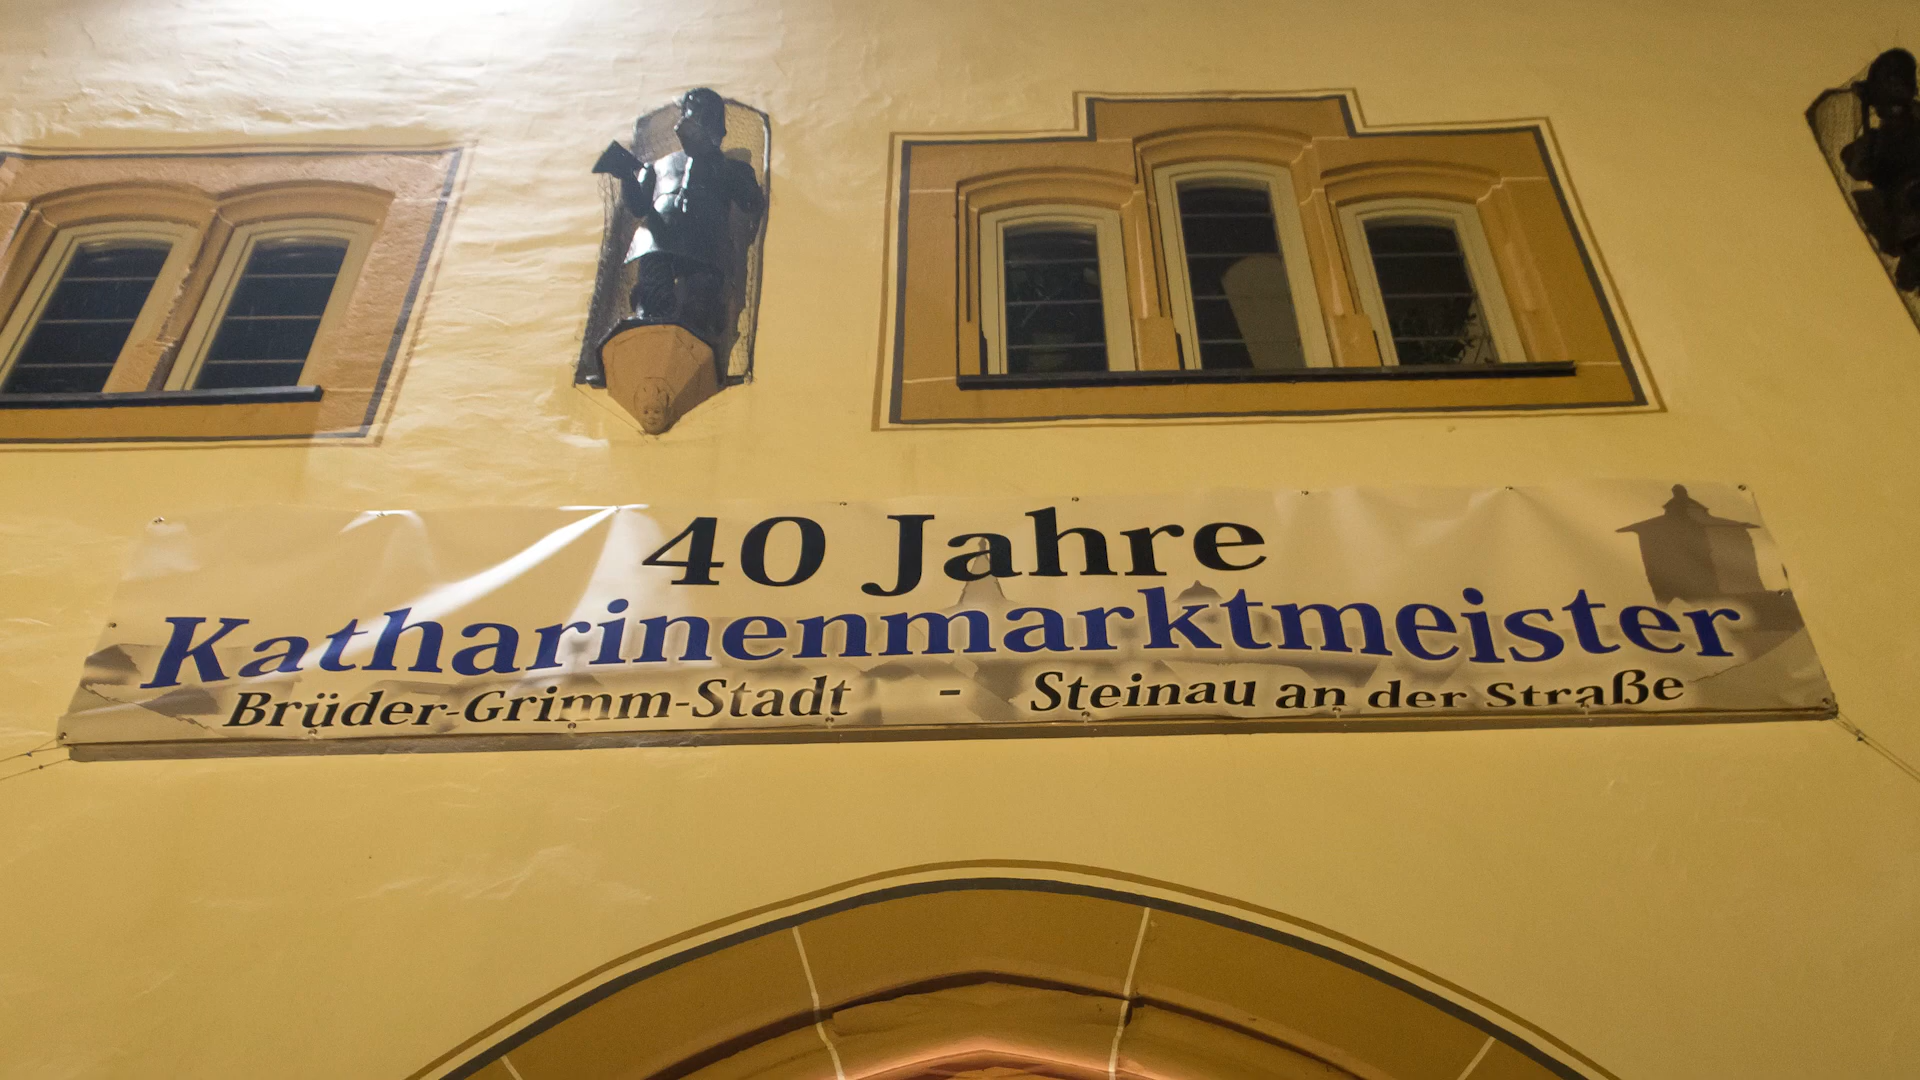 40 Jahre
Katharinenmarktmeister
Brüder-Grimm-Stadt - Steinau an der Straße